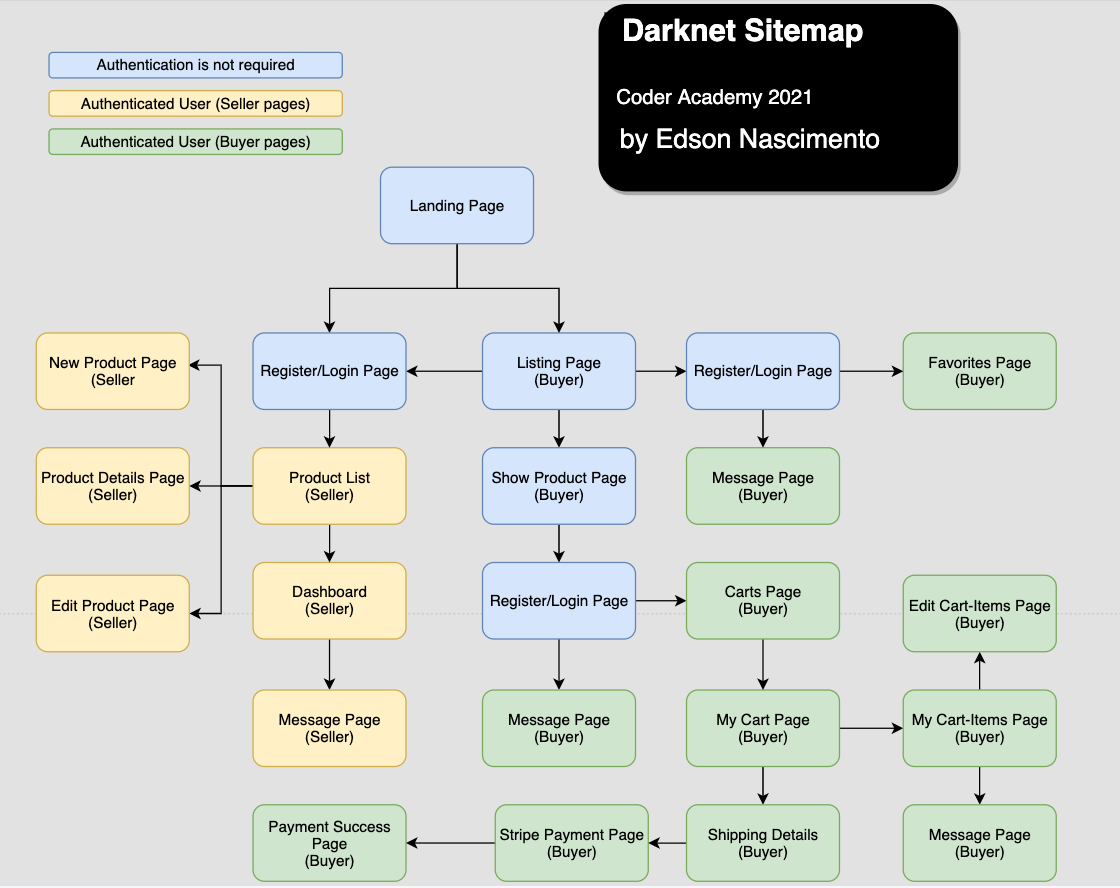 Darknet Sitemap
Coder Academy 2021
by Edson Nascimento
Authentication is not required
Authenticated User (Seller pages)
Authenticated User (Buyer pages)
Landing Page
New Product Page
(Seller
Register/Login Page
Listing Page
(Buyer)
Register/Login Page
Favorites Page
(Buyer)
Product Details Page
(Seller)
Product List
(Seller)
Show Product Page
(Buyer)
Message Page
(Buyer)
Edit Product Page
(Seller)
Dashboard
(Seller)
Register/Login Page
Carts Page
(Buyer)
Edit Cart-Items Page
(Buyer)
Message Page
(Seller)
Message Page
(Buyer)
My Cart Page
(Buyer)
My Cart-Items Page
(Buyer)
Payment Success
Page
(Buyer)
Stripe Payment Page
(Buyer)
Shipping Details
(Buyer)
Message Page
(Buyer)